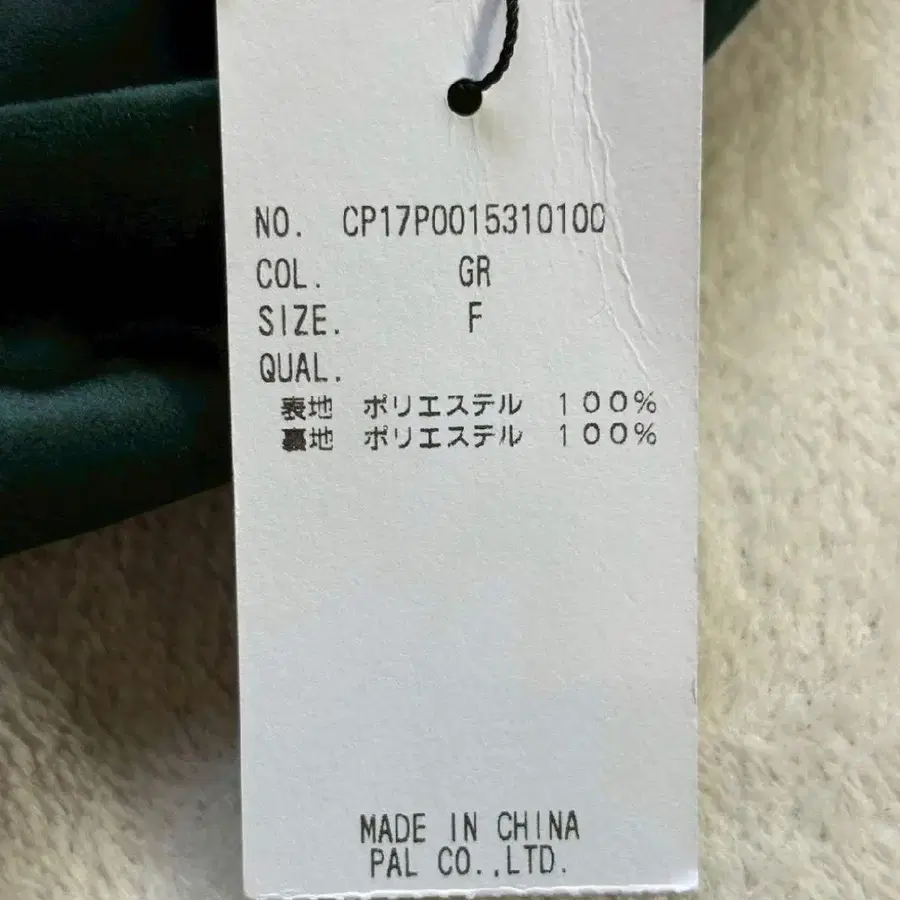 NO. CP17P0015310100
COL. GR
SIZE. F
QUAL.
表地 ポリエステル 100%
裏地 ポリエステル 100%
MADE IN CHINA
PAL CO.,LTD.